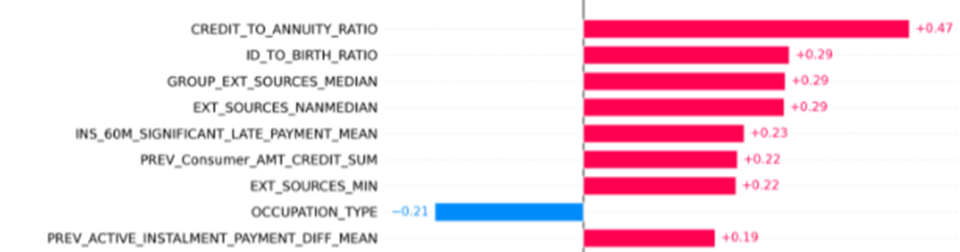 CREDIT_TO_ANNUITY_RATIO +0.47
ID_TO_BIRTH_RATIO +0.29
GROUP_EXT_SOURCES_MEDIAN +0.29
EXT_SOURCES_NANMEDIAN +0.29
INS_60M_SIGNIFICANT_LATE_PAYMENT_MEAN +0.23
PREV_Consumer_AMT_CREDIT_SUM +0.22
EXT_SOURCES_MIN +0.22
OCCUPATION_TYPE −0.21
PREV_ACTIVE_INSTALMENT_PAYMENT_DIFF_MEAN +0.19